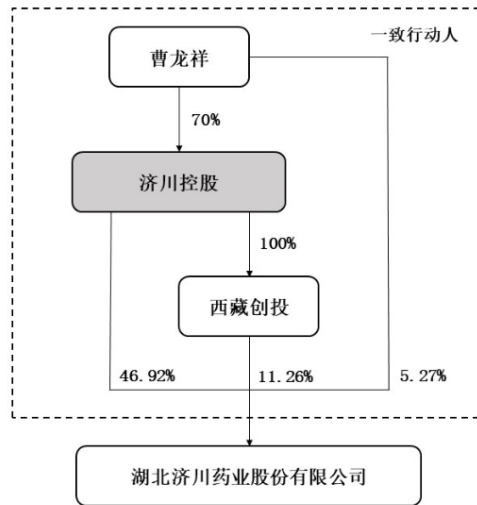 一致行动人
曹龙祥
70%
济川控股
100%
西藏创投
46.92%
11.26%
5.27%
湖北济川药业股份有限公司